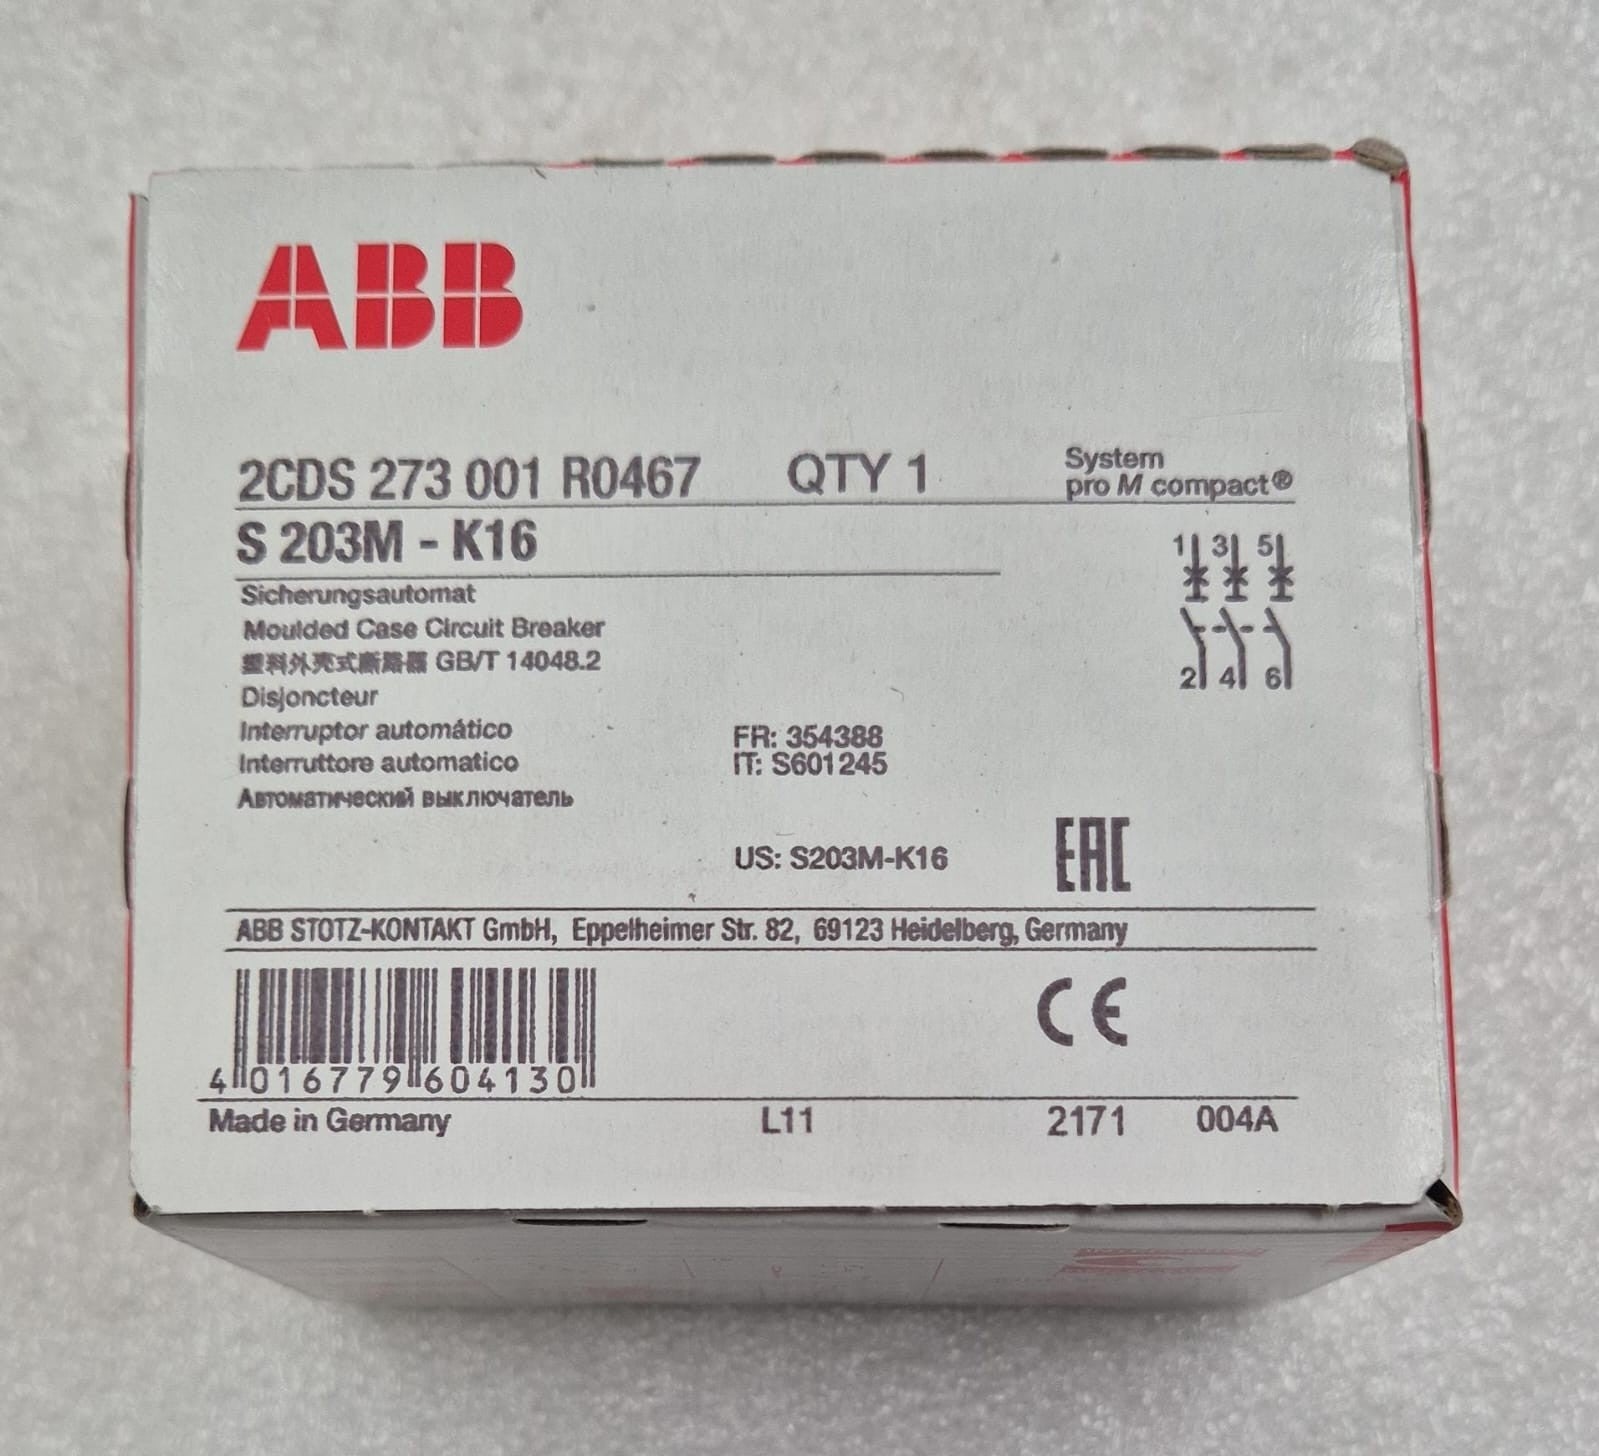 ABB
2CDS 273 001 R0467 QTY 1
System
pro M compact®
S 203M - K16
1 3 5
2 4 6
Sicherungsautomat
Moulded Case Circuit Breaker
塑料外壳式断路器 GB/T 14048.2
Disjoncteur
Interruptor automático
Interruttore automatico
Автоматический выключатель
FR: 354388
IT: S601245
US: S203M-K16
EAC
ABB STOTZ-KONTAKT GmbH, Eppelheimer Str. 82, 69123 Heidelberg, Germany
CE
4 016779 604130
Made in Germany L11 2171 004A